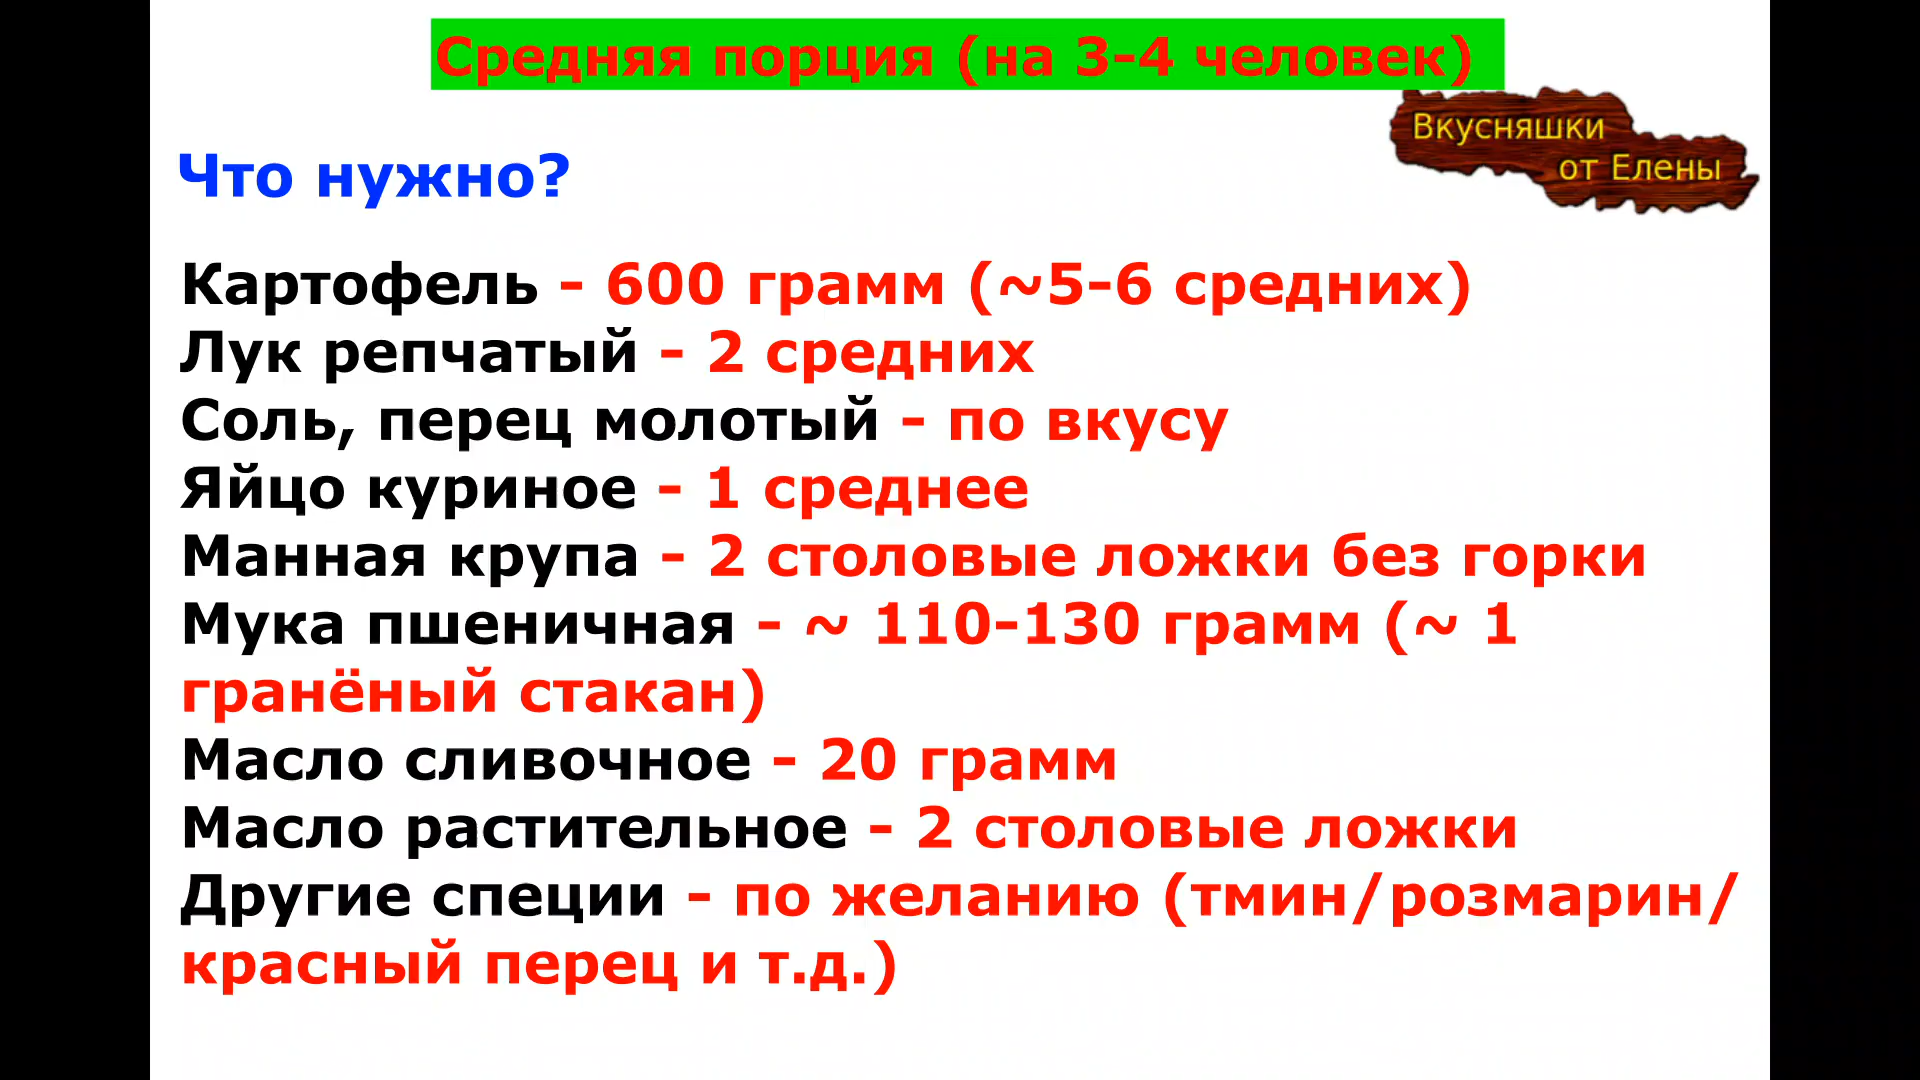 Средняя порция (на 3-4 человек)
Вкусняшки
от Елены
Что нужно?
Картофель - 600 грамм (~5-6 средних)
Лук репчатый - 2 средних
Соль, перец молотый - по вкусу
Яйцо куриное - 1 среднее
Манная крупа - 2 столовые ложки без горки
Мука пшеничная - ~ 110-130 грамм (~ 1
гранёный стакан)
Масло сливочное - 20 грамм
Масло растительное - 2 столовые ложки
Другие специи - по желанию (тмин/розмарин/
красный перец и т.д.)